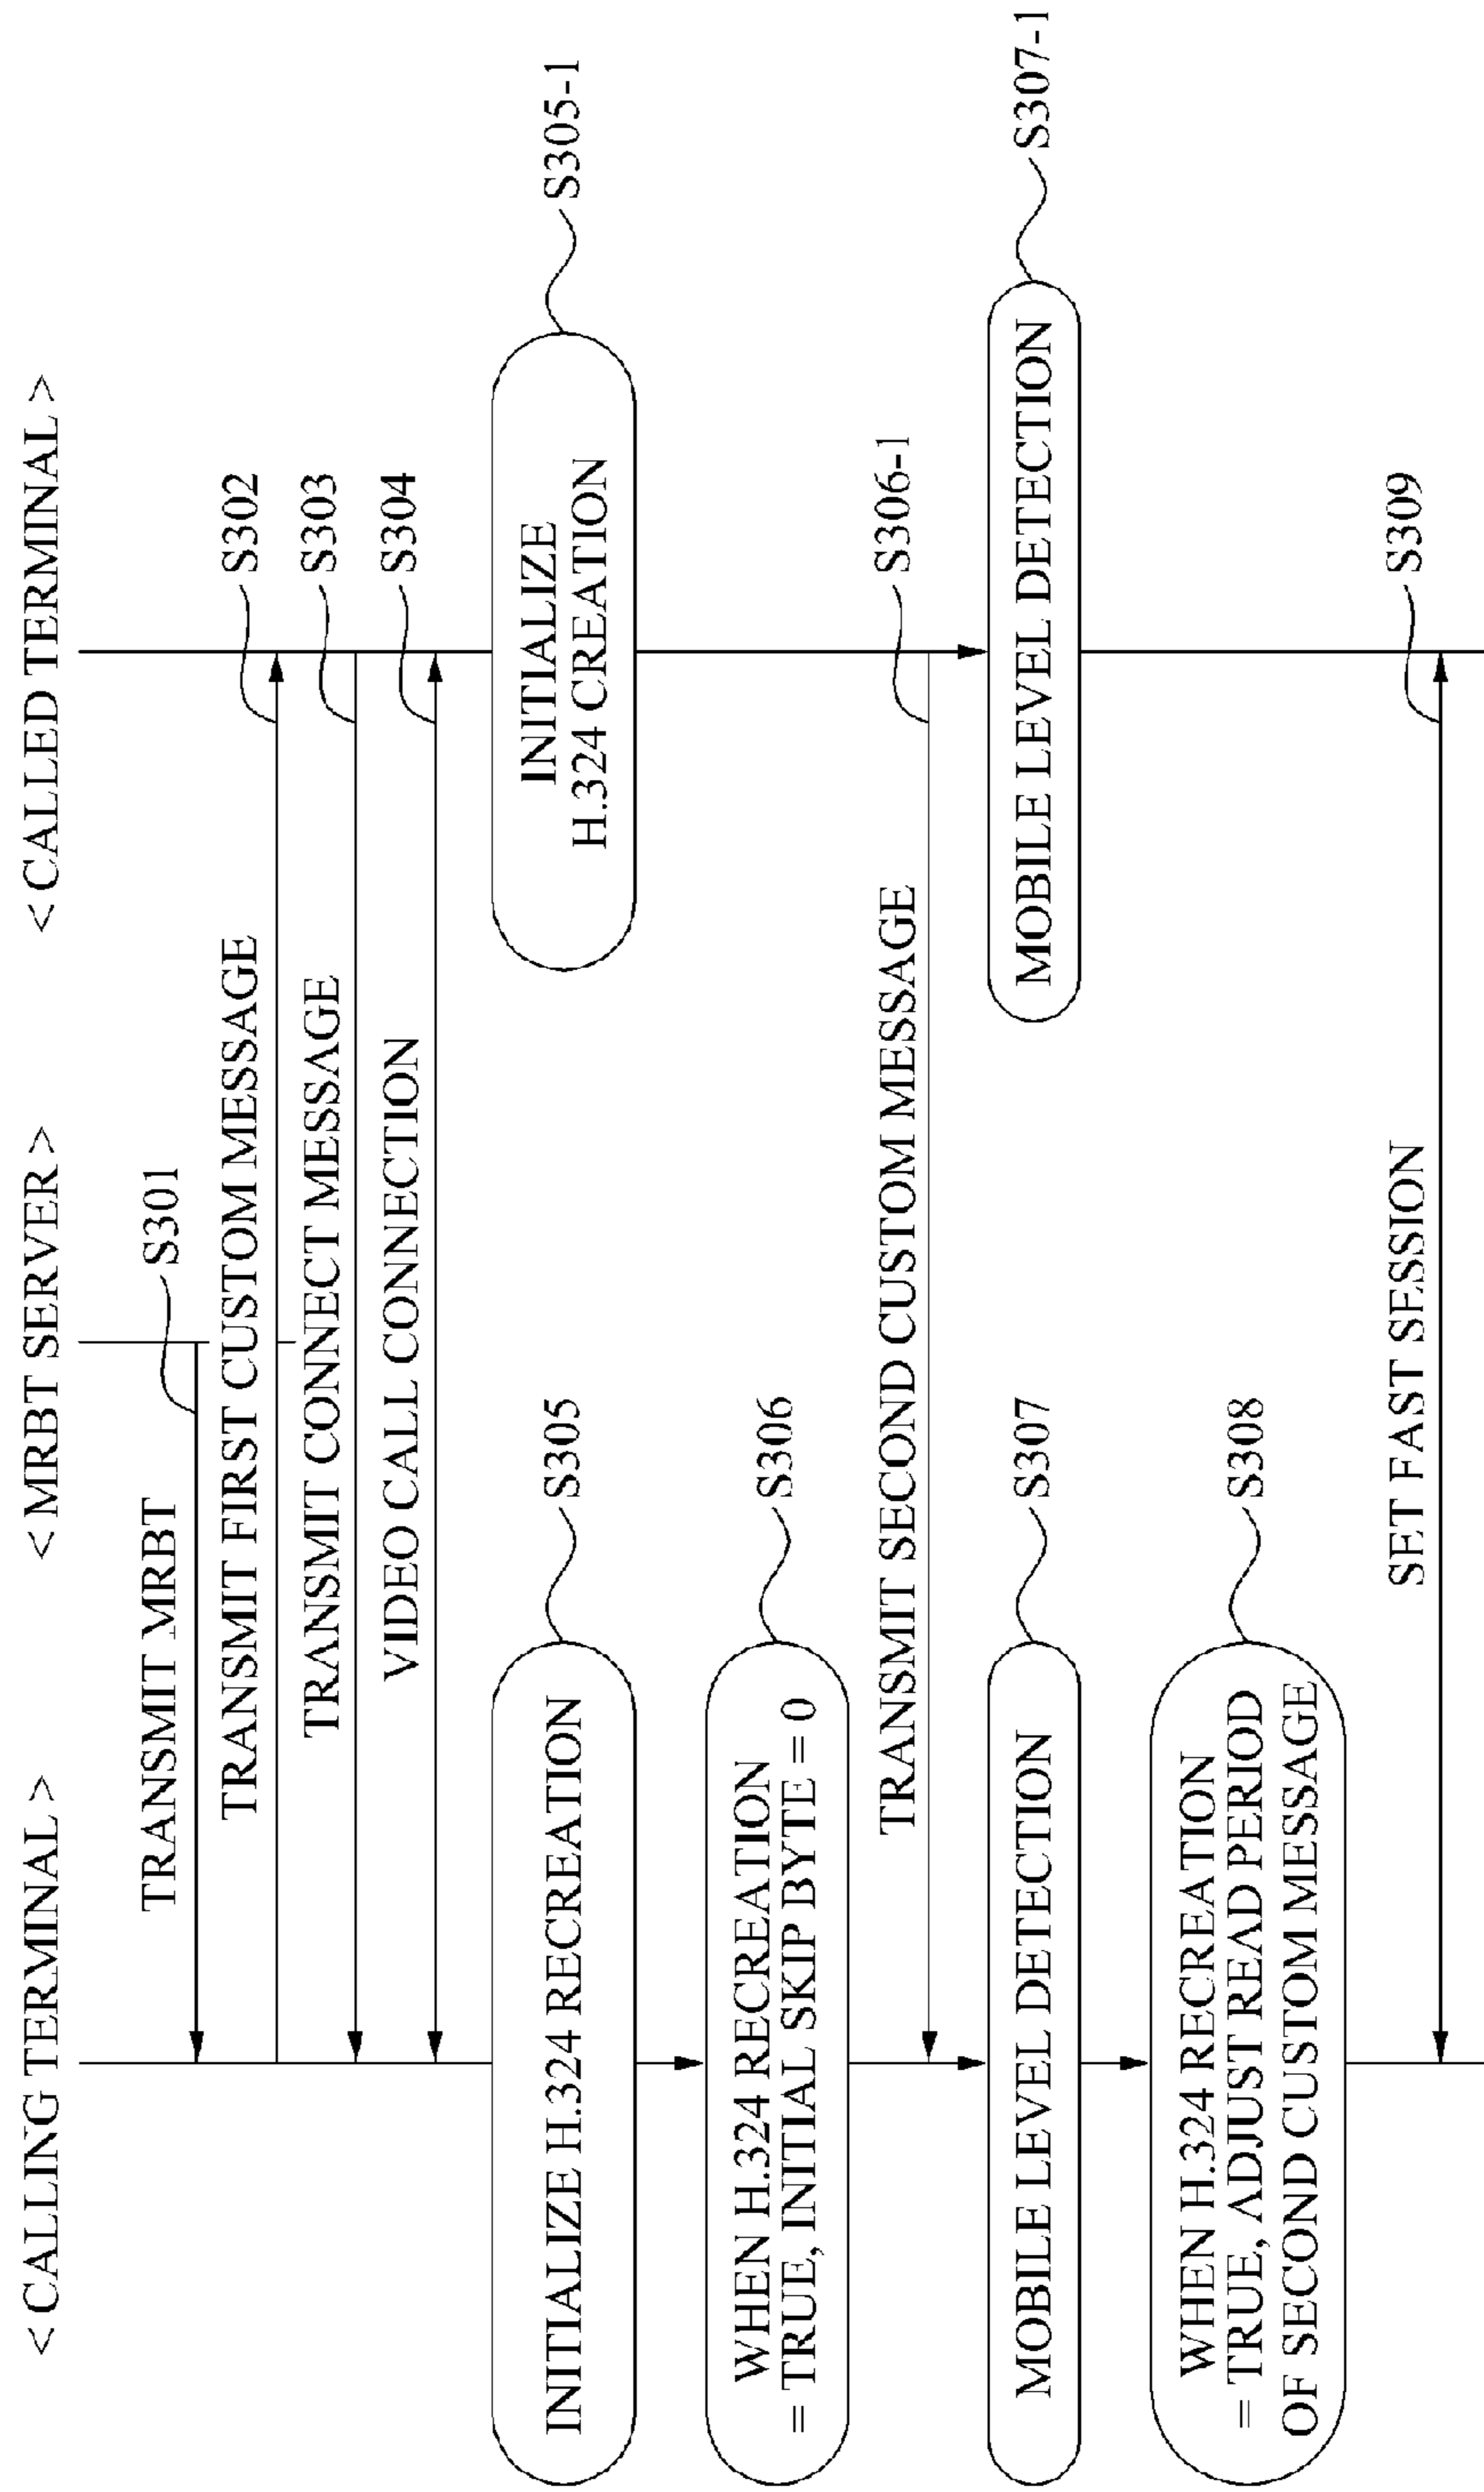 < CALLING TERMINAL >
< MRBT SERVER >
< CALLED TERMINAL >
TRANSMIT MRBT
S301
TRANSMIT FIRST CUSTOM MESSAGE
S302
TRANSMIT CONNECT MESSAGE
S303
VIDEO CALL CONNECTION
S304
INITIALIZE H.324 RECREATION
S305
INITIALIZE
H.324 CREATION
S305-1
WHEN H.324 RECREATION
= TRUE, INITIAL SKIP BYTE = 0
S306
TRANSMIT SECOND CUSTOM MESSAGE
S306-1
MOBILE LEVEL DETECTION
S307
MOBILE LEVEL DETECTION
S307-1
WHEN H.324 RECREATION
= TRUE, ADJUST READ PERIOD
OF SECOND CUSTOM MESSAGE
S308
SET FAST SESSION
S309